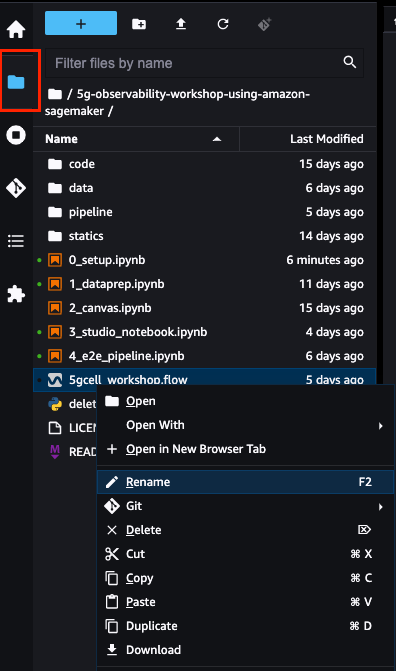 +
Filter files by name
/ 5g-observability-workshop-using-amazon-
sagemaker /
Name Last Modified
code 15 days ago
data 6 days ago
pipeline 5 days ago
statics 14 days ago
0_setup.ipynb 6 minutes ago
1_dataprep.ipynb 11 days ago
2_canvas.ipynb 15 days ago
3_studio_notebook.ipynb 4 days ago
4_e2e_pipeline.ipynb 6 days ago
5gcell_workshop.flow 5 days ago
delet
LICEN
READ
Open
Open With
Open in New Browser Tab
Rename F2
Git
Delete
Cut ⌘ X
Copy ⌘ C
Paste ⌘ V
Duplicate ⌘ D
Download